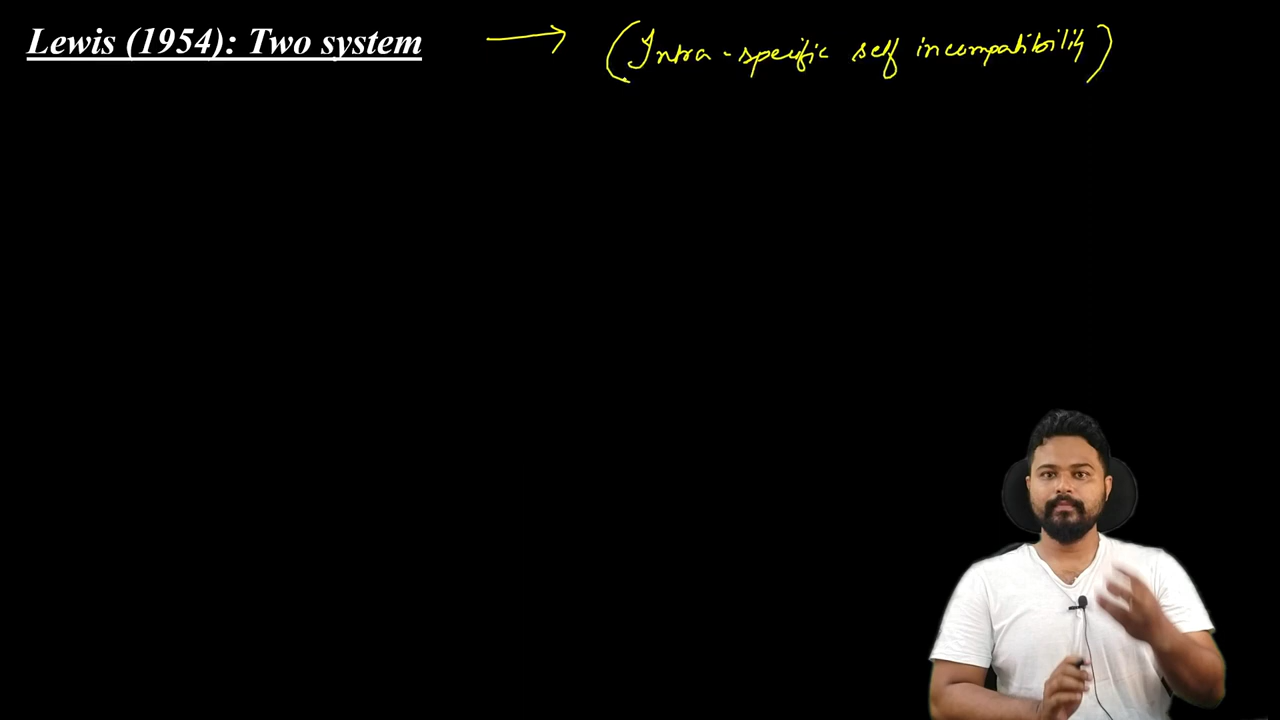 Lewis (1954): Two system → (Intra-specific self incompatibility)